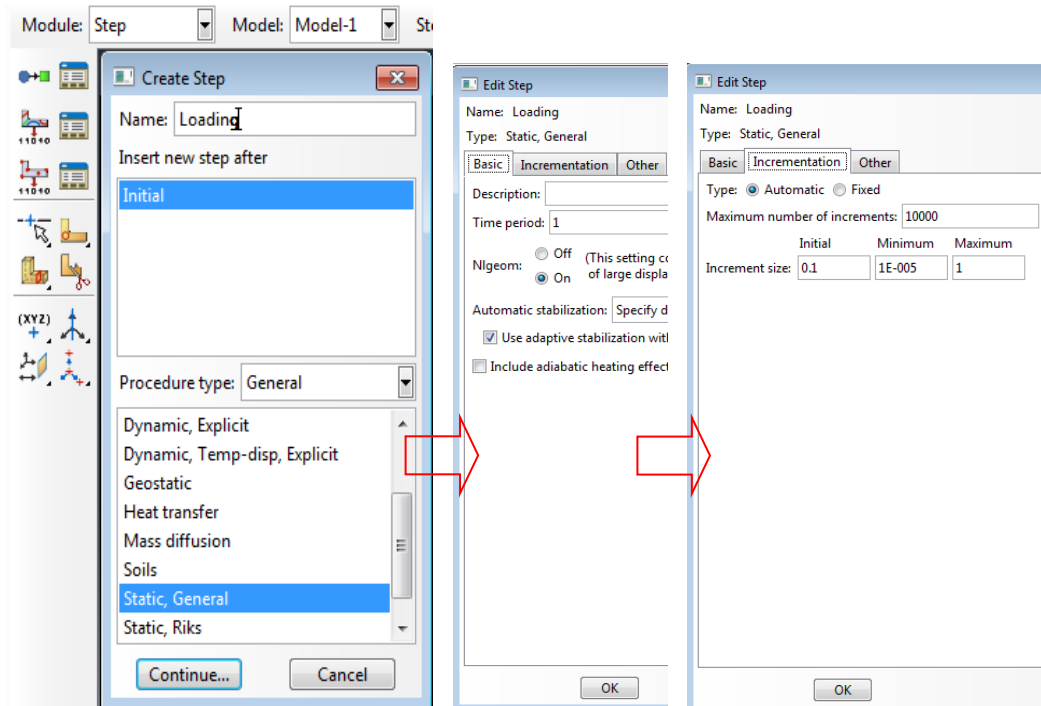 Module: Step Model: Model-1
Create Step
Name: Loading
Insert new step after
Initial
(XYZ)
Procedure type: General
Dynamic, Explicit
Dynamic, Temp-disp, Explicit
Geostatic
Heat transfer
Mass diffusion
Soils
Static, General
Static, Riks
Continue... Cancel
Edit Step
Name: Loading
Type: Static, General
Basic Incrementation Other
Description:
Time period: 1
Nlgeom: Off (This setting
On of large
Automatic stabilization: Specify
Use adaptive stabilization
Include adiabatic heating
OK
Edit Step
Name: Loading
Type: Static, General
Basic Incrementation Other
Type: Automatic Fixed
Maximum number of increments: 10000
Initial Minimum Maximum
Increment size: 0.1 1E-005 1
OK